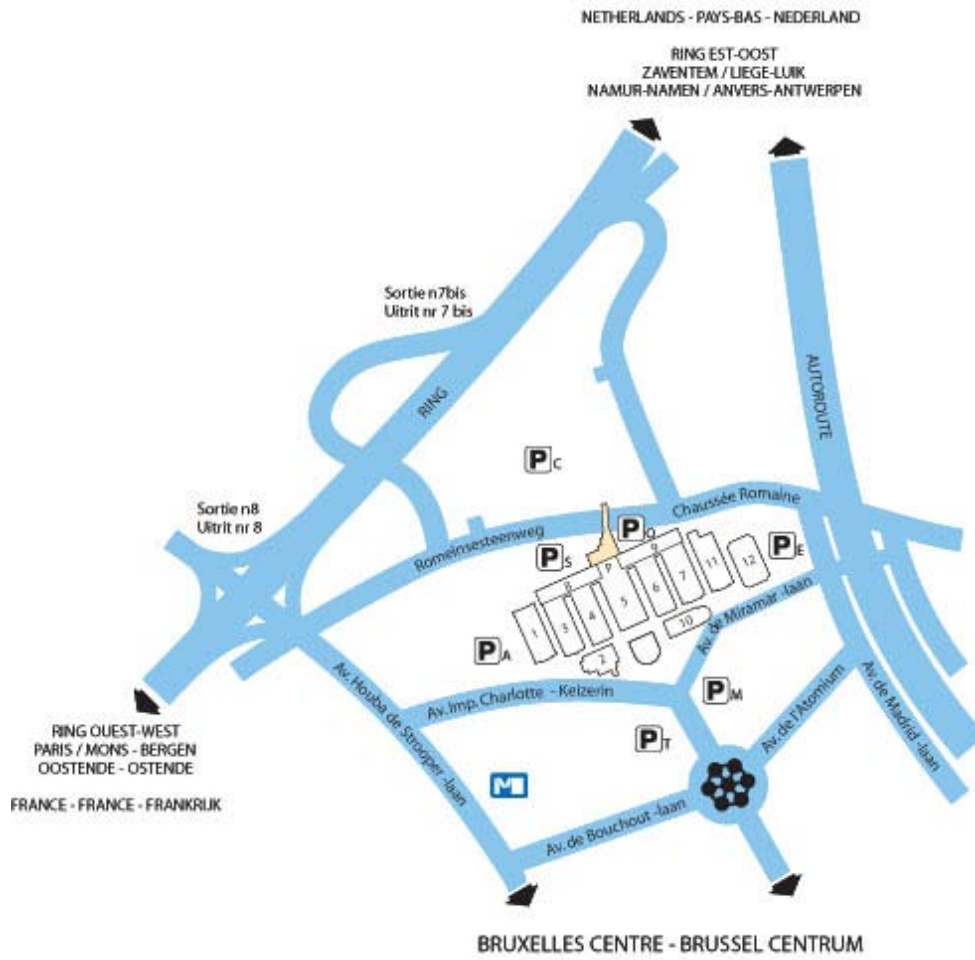 NETHERLANDS - PAYS-BAS - NEDERLAND
RING EST-OOST
ZAVENTEM / LIEGE-LUIK
NAMUR-NAMEN / ANVERS-ANTWERPEN
Sortie n7bis
Uitrit nr 7 bis
RING
AUTOROUTE
P C
Sortie n8
Uitrit nr 8
Romeinsesteenweg
Chaussée Romaine
P S
P O
P E
P A
1
3
4
5
6
7
11
12
2
10
8
P
9
Av. de Miramar -laan
Av. Houba de Strooper -laan
Av. Imp. Charlotte - Keizerin
P M
P T
Av. de l'Atomium
Av. de Madrid -laan
M
Av. de Bouchout -laan
RING OUEST-WEST
PARIS / MONS - BERGEN
OOSTENDE - OSTENDE
FRANCE - FRANCE - FRANKRIJK
BRUXELLES CENTRE - BRUSSEL CENTRUM